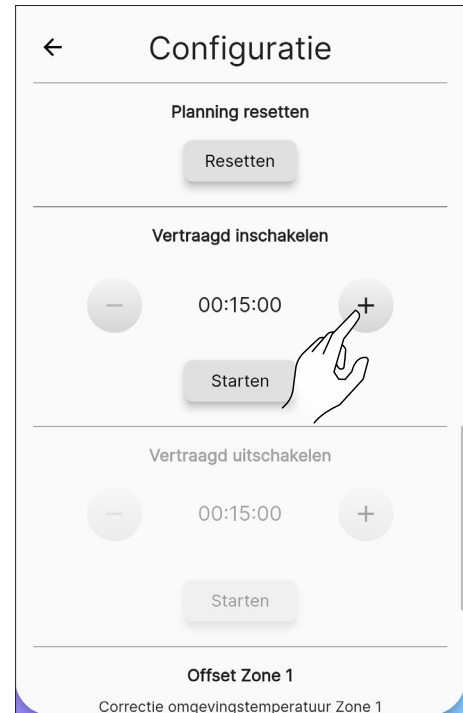 Configuratie
Planning resetten
Resetten
Vertraagd inschakelen
00:15:00
Starten
Vertraagd uitschakelen
00:15:00
Starten
Offset Zone 1
Correctie omgevingstemperatuur Zone 1